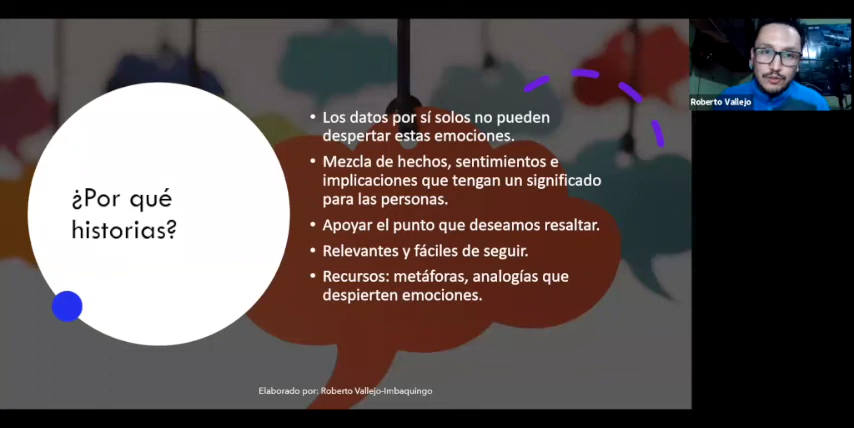 ¿Por qué
historias?
• Los datos por sí solos no pueden
despertar estas emociones.
• Mezcla de hechos, sentimientos e
implicaciones que tengan un significado
para las personas.
• Apoyar el punto que deseamos resaltar.
• Relevantes y fáciles de seguir.
• Recursos: metáforas, analogías que
despierten emociones.
Elaborado por: Roberto Vallejo-Imbaquingo
Roberto Vallejo